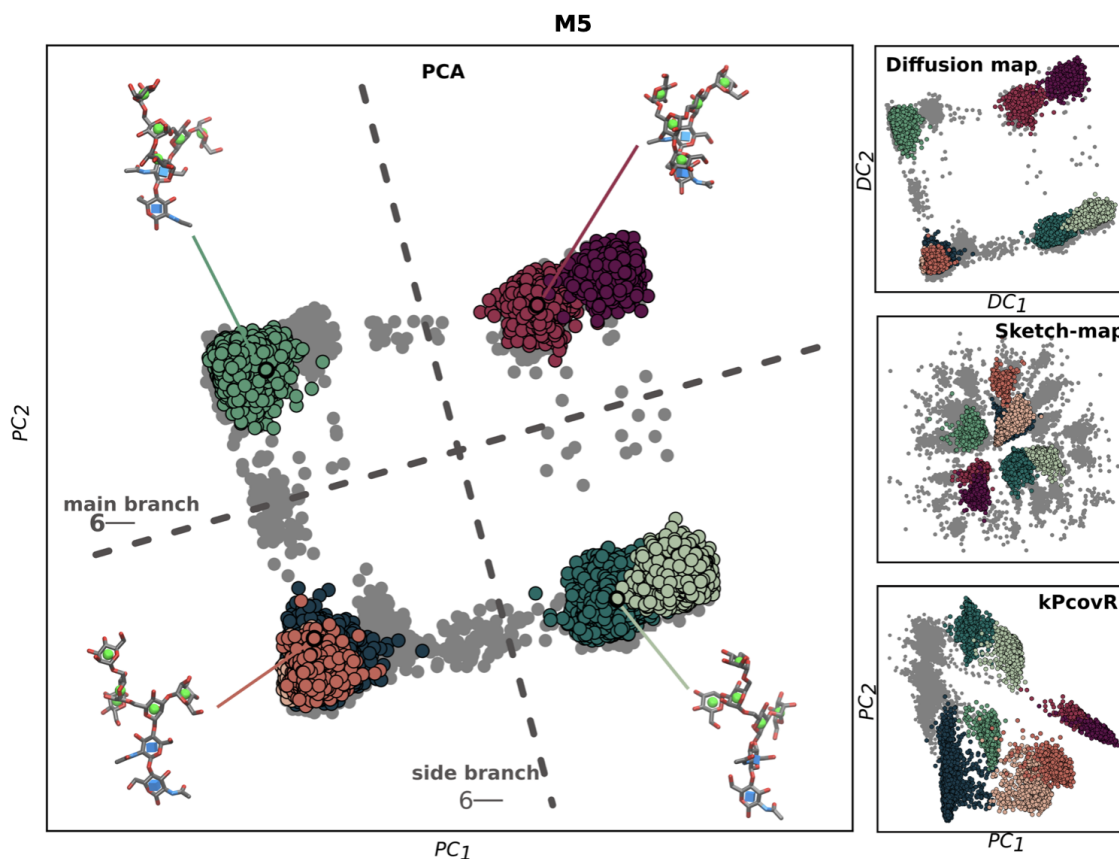 M5
PCA
Diffusion map
DC2
DC1
PC2
main branch
6—
Sketch-map
side branch
6—
kPcovR
PC2
PC1
PC1